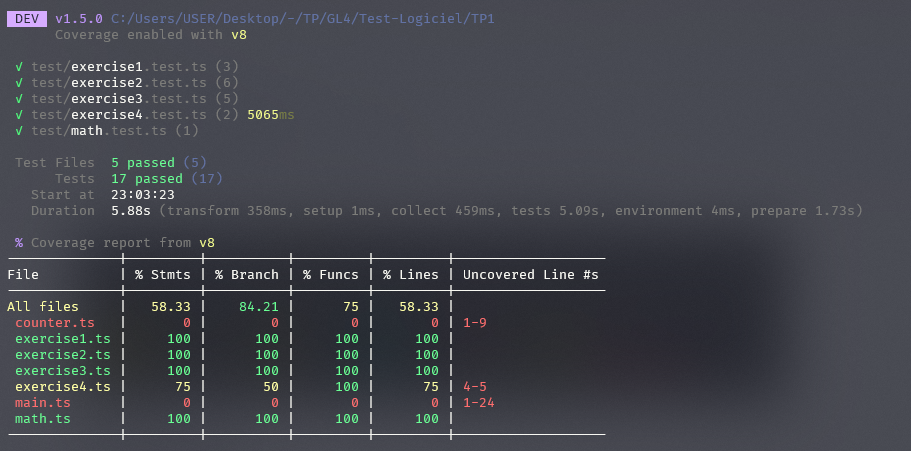 DEV v1.5.0 C:/Users/USER/Desktop/-/TP/GL4/Test-Logiciel/TP1
Coverage enabled with v8
✓ test/exercise1.test.ts (3)
✓ test/exercise2.test.ts (6)
✓ test/exercise3.test.ts (5)
✓ test/exercise4.test.ts (2) 5065ms
✓ test/math.test.ts (1)
Test Files 5 passed (5)
Tests 17 passed (17)
Start at 23:03:23
Duration 5.88s (transform 358ms, setup 1ms, collect 459ms, tests 5.09s, environment 4ms, prepare 1.73s)
% Coverage report from v8
File | % Stmts | % Branch | % Funcs | % Lines | Uncovered Line #s
All files | 58.33 | 84.21 | 75 | 58.33 |
counter.ts | 0 | 0 | 0 | 0 | 1-9
exercise1.ts | 100 | 100 | 100 | 100 |
exercise2.ts | 100 | 100 | 100 | 100 |
exercise3.ts | 100 | 100 | 100 | 100 |
exercise4.ts | 75 | 50 | 100 | 75 | 4-5
main.ts | 0 | 0 | 0 | 0 | 1-24
math.ts | 100 | 100 | 100 | 100 |